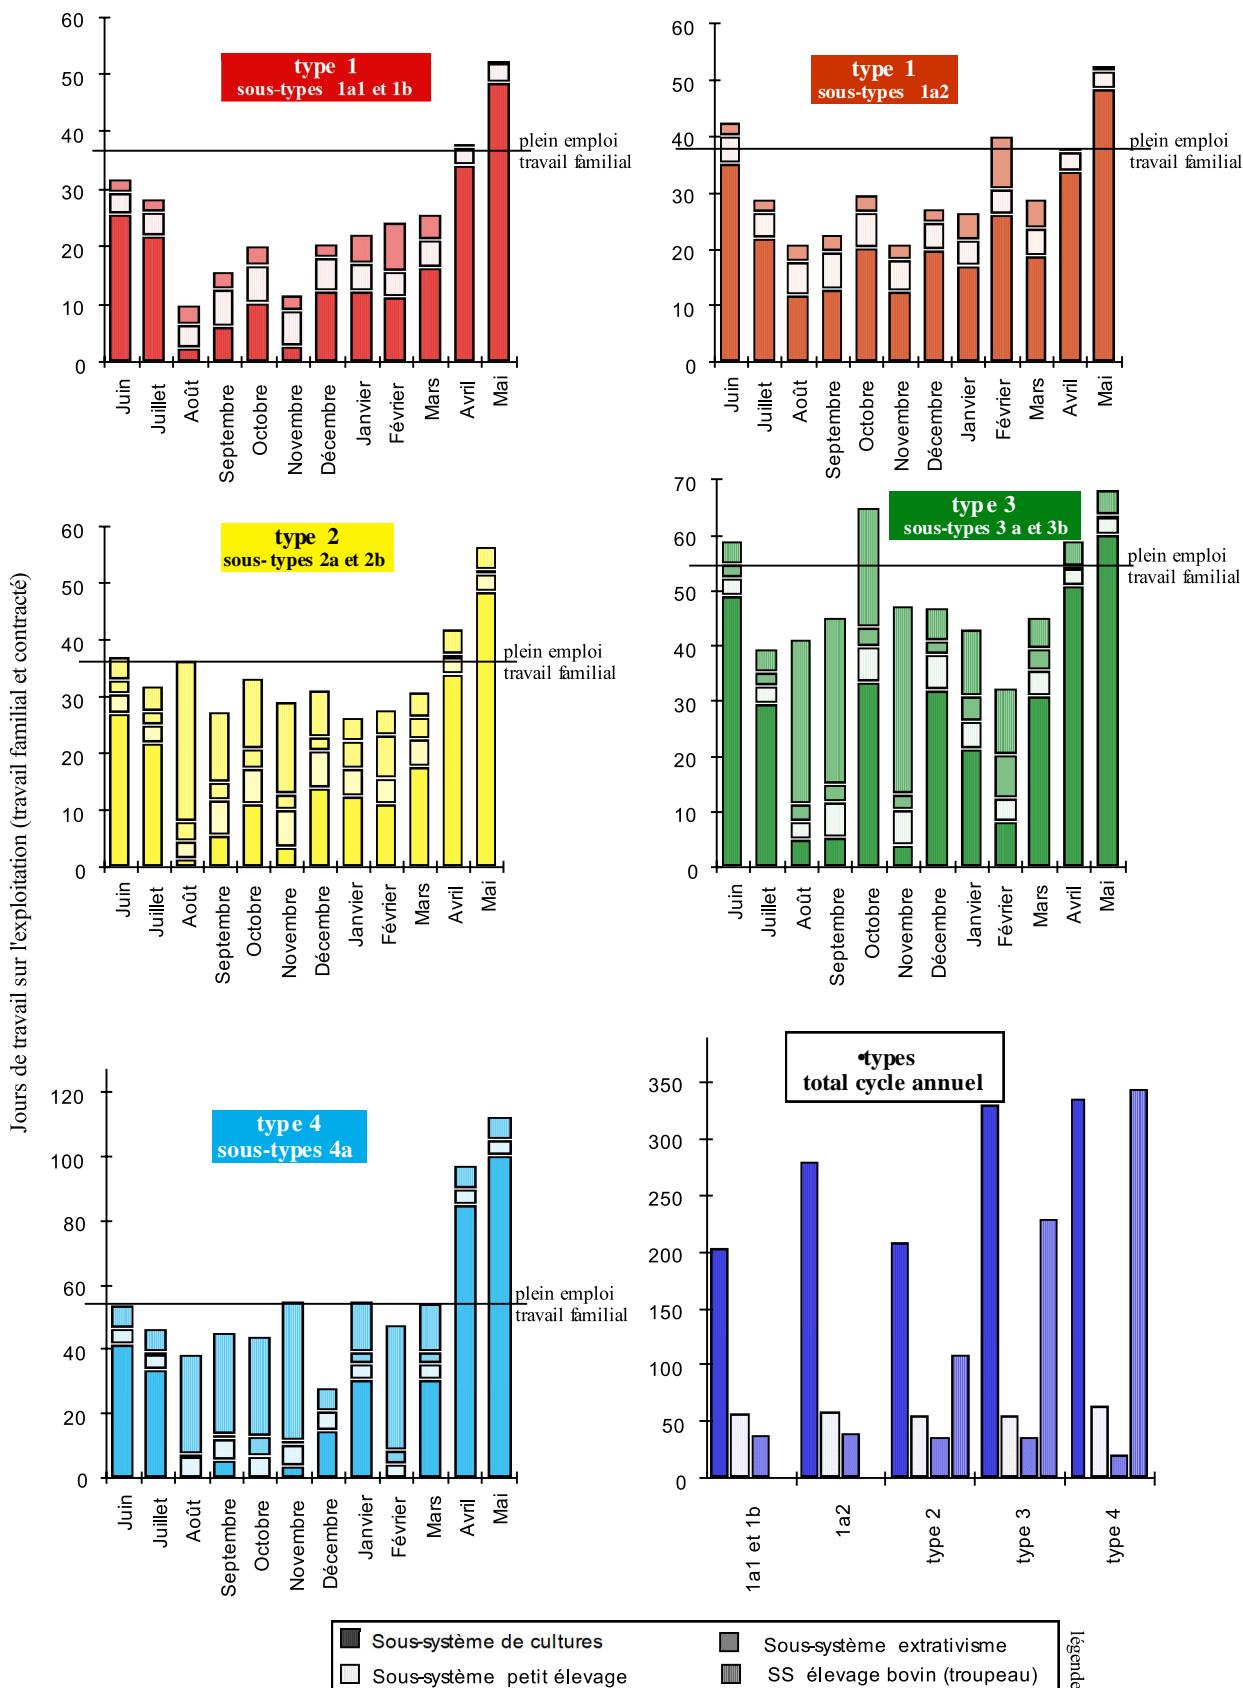 Jours de travail sur l'exploitation (travail familial et contracté)
type 1
sous-types 1a1 et 1b
60
50
40
30
20
10
0
plein emploi
travail familial
Juin
Juillet
Août
Septembre
Octobre
Novembre
Décembre
Janvier
Février
Mars
Avril
Mai
type 1
sous-types 1a2
60
50
40
30
20
10
0
plein emploi
travail familial
Juin
Juillet
Août
Septembre
Octobre
Novembre
Décembre
Janvier
Février
Mars
Avril
Mai
type 2
sous-types 2a et 2b
60
50
40
30
20
10
0
plein emploi
travail familial
Juin
Juillet
Août
Septembre
Octobre
Novembre
Décembre
Janvier
Février
Mars
Avril
Mai
type 3
sous-types 3 a et 3b
70
60
50
40
30
20
10
0
plein emploi
travail familial
Juin
Juillet
Août
Septembre
Octobre
Novembre
Décembre
Janvier
Février
Mars
Avril
Mai
type 4
sous-types 4a
120
100
80
60
40
20
0
plein emploi
travail familial
Juin
Juillet
Août
Septembre
Octobre
Novembre
Décembre
Janvier
Février
Mars
Avril
Mai
•types
total cycle annuel
350
300
250
200
150
100
50
0
1a1 et 1b
1a2
type 2
type 3
type 4
Sous-système de cultures
Sous-système extrativisme
Sous-système petit élevage
SS élevage bovin (troupeau)
légende